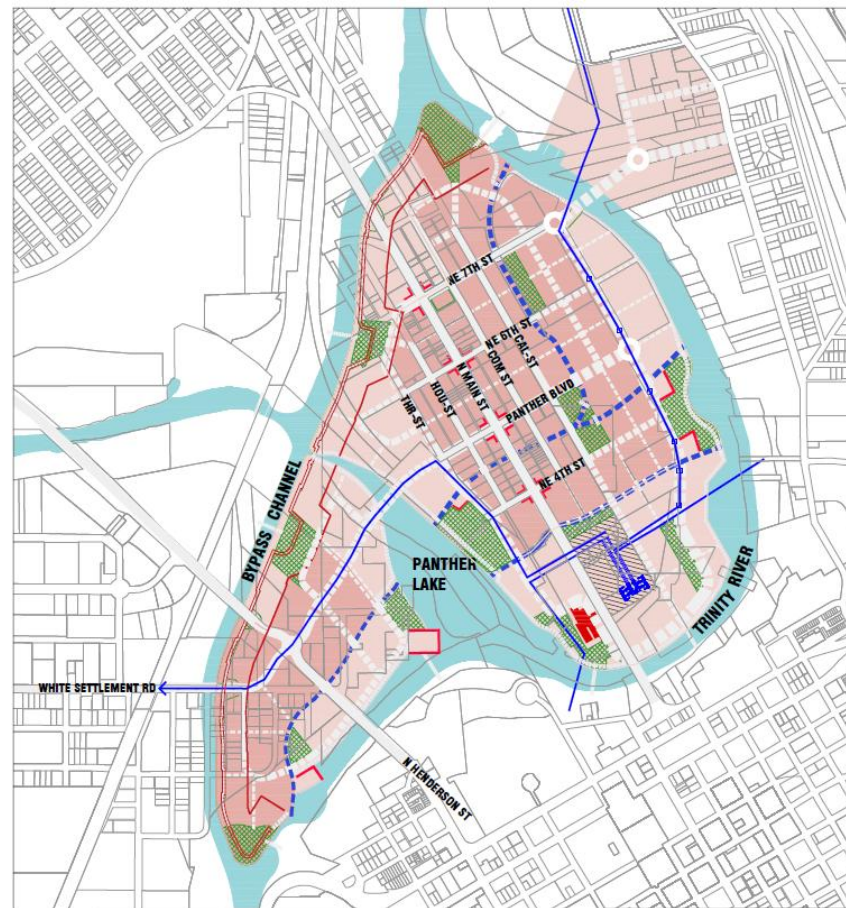 NE 7TH ST
NE 6TH ST
CAL-ST
COM ST
N MAIN ST
HOU-ST
THR-ST
PANTHER BLVD
NE 4TH ST
BYPASS CHANNEL
PANTHER
LAKE
TRINITY RIVER
WHITE SETTLEMENT RD
N HENDERSON ST